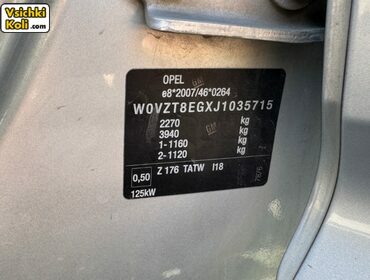 Vsichki
Koli.com
OPEL
e8*2007/46*0264
W0VZT8EGXJ1035715
2270 kg
3940 kg
1-1160 kg
2-1120 kg
0,50 Z 176 TATW I18
125kW
GM